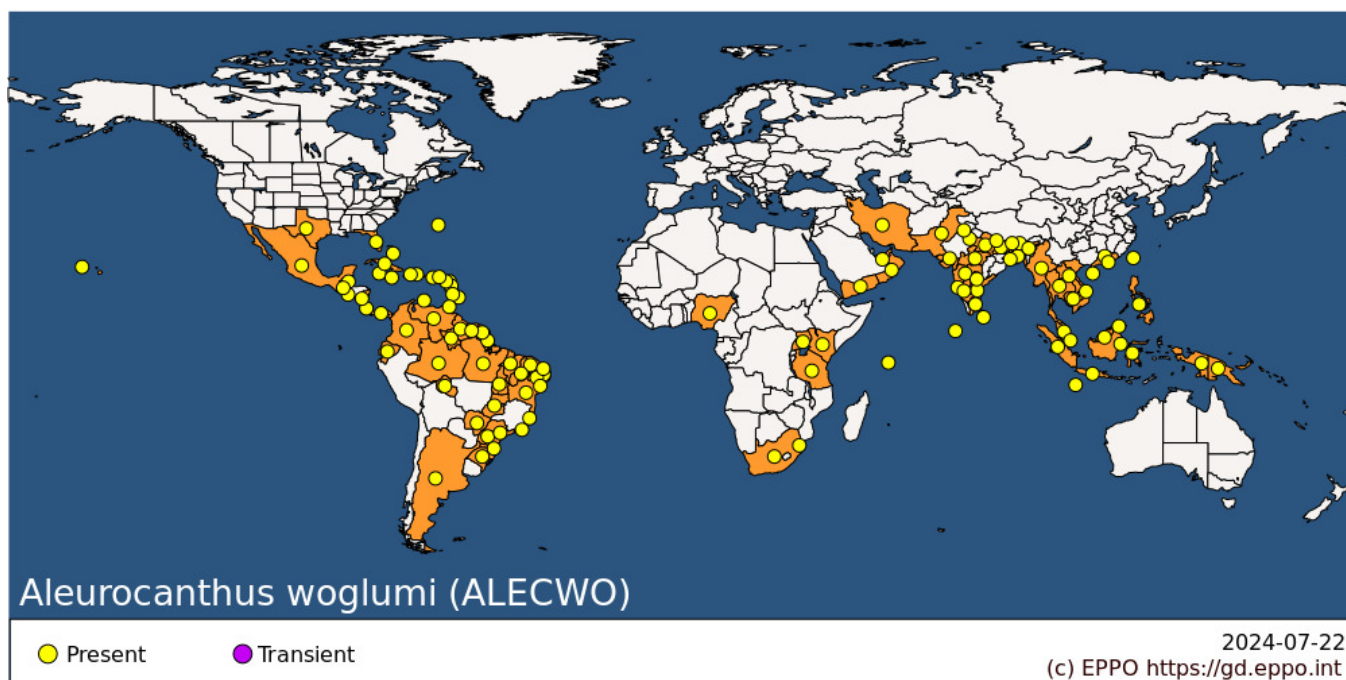 Aleurocanthus woglumi (ALECWO)
Present
Transient
2024-07-22
(c) EPPO https://gd.eppo.int